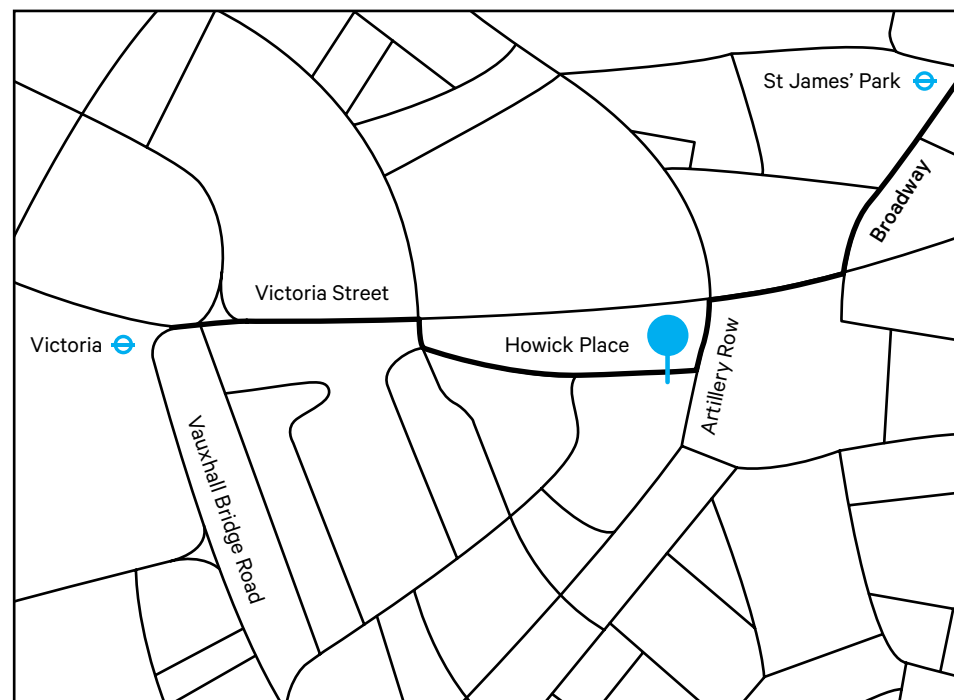 St James’ Park
Broadway
Victoria Street
Victoria
Howick Place
Artillery Row
Vauxhall Bridge Road